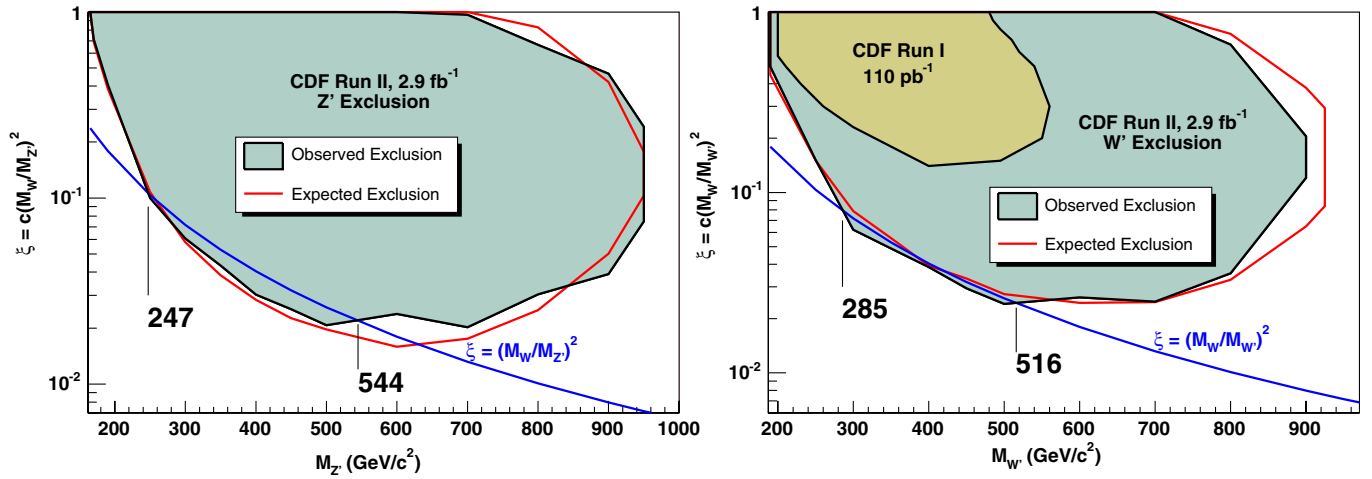 1
10⁻¹
10⁻²
ξ = c(M_W/M_Z')²
CDF Run II, 2.9 fb⁻¹
Z' Exclusion
Observed Exclusion
Expected Exclusion
247
544
ξ = (M_W/M_Z')²
200 300 400 500 600 700 800 900 1000
M_Z' (GeV/c²)
1
10⁻¹
10⁻²
ξ = c(M_W/M_W')²
CDF Run I
110 pb⁻¹
CDF Run II, 2.9 fb⁻¹
W' Exclusion
Observed Exclusion
Expected Exclusion
285
516
ξ = (M_W/M_W')²
200 300 400 500 600 700 800 900
M_W' (GeV/c²)